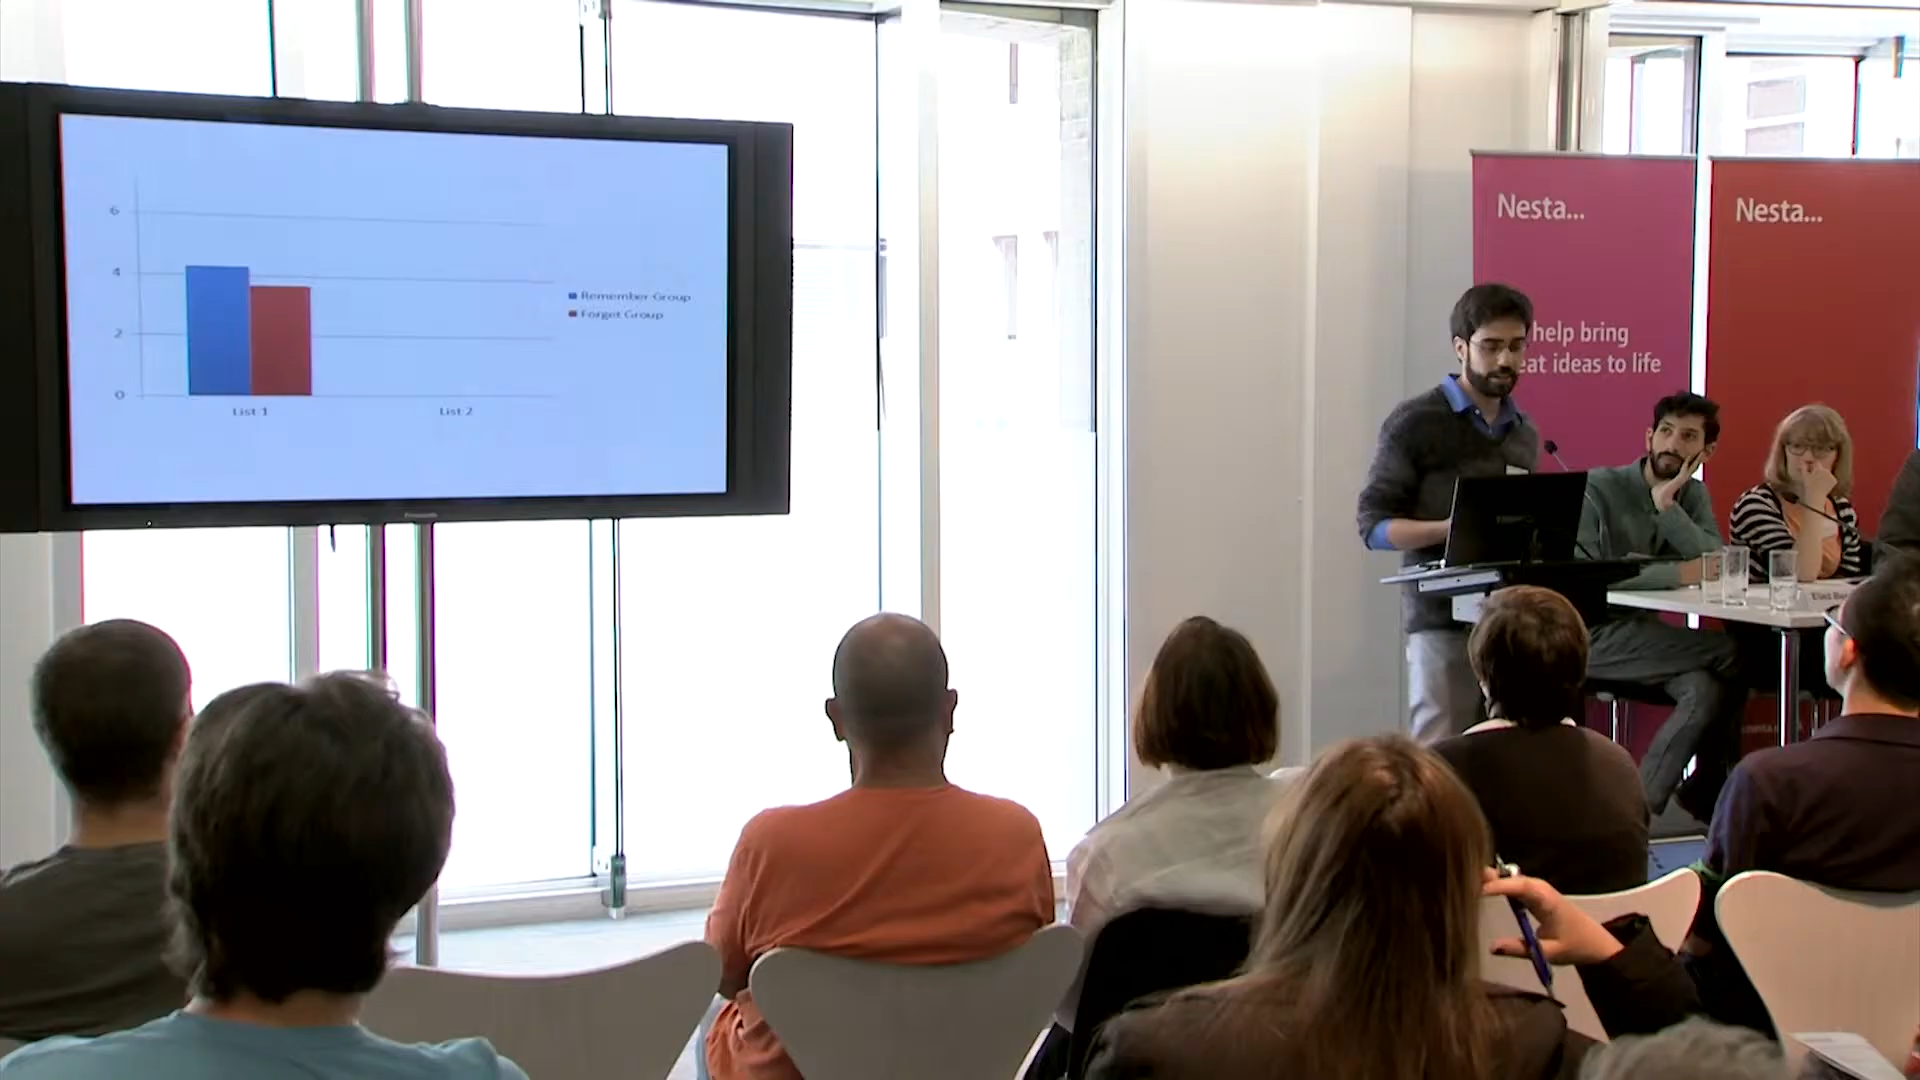 6
4
2
0
List 1
List 2
Remember Group
Forget Group
Nesta...
help bring
eat ideas to life
Nesta...